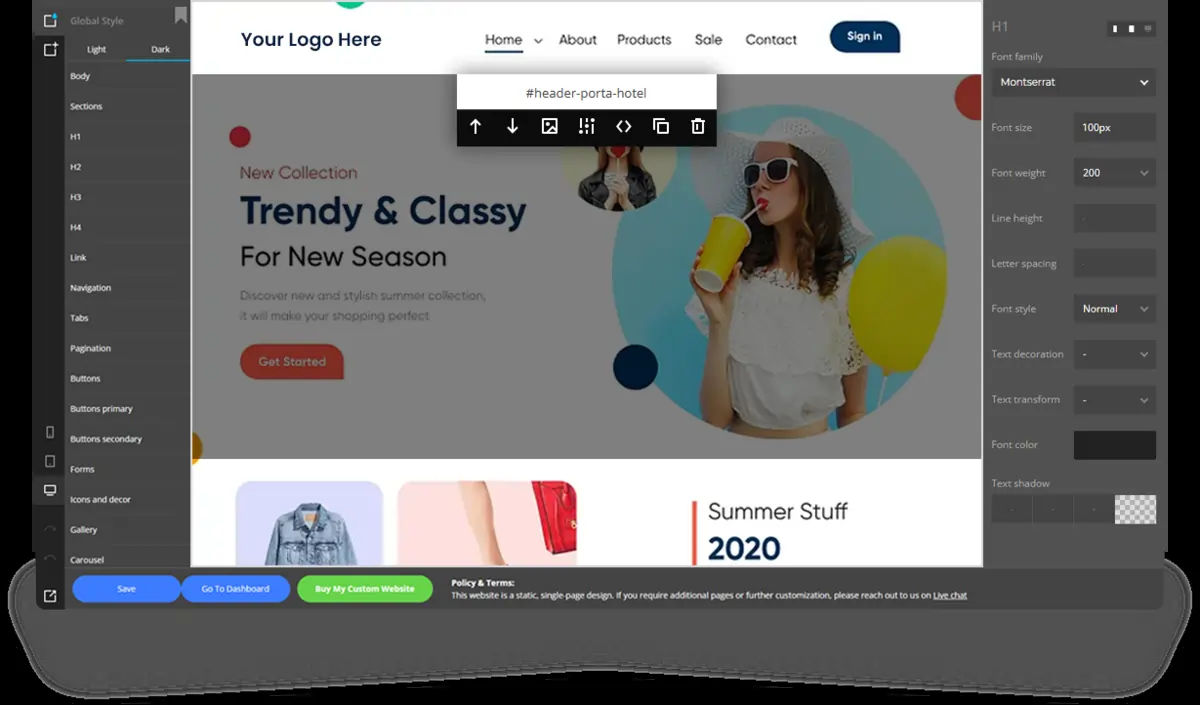 Global Style
Light Dark
Body
Sections
H1
H2
H3
H4
Link
Navigation
Tabs
Pagination
Buttons
Buttons primary
Buttons secondary
Forms
Icons and decor
Gallery
Carousel
Your Logo Here
Home About Products Sale Contact Sign in
#header-porta-hotel
New Collection
Trendy & Classy
For New Season
Discover new and stylish summer collection,
it will make your shopping perfect
Get Started
Summer Stuff
2020
H1
Font family
Montserrat
Font size 100px
Font weight 200
Line height
Letter spacing
Font style Normal
Text decoration -
Text transform -
Font color
Text shadow
Save Go To Dashboard Buy My Custom Website
Policy & Terms:
This website is a static, single-page design. If you require additional pages or further customization, please reach out to us on Live chat